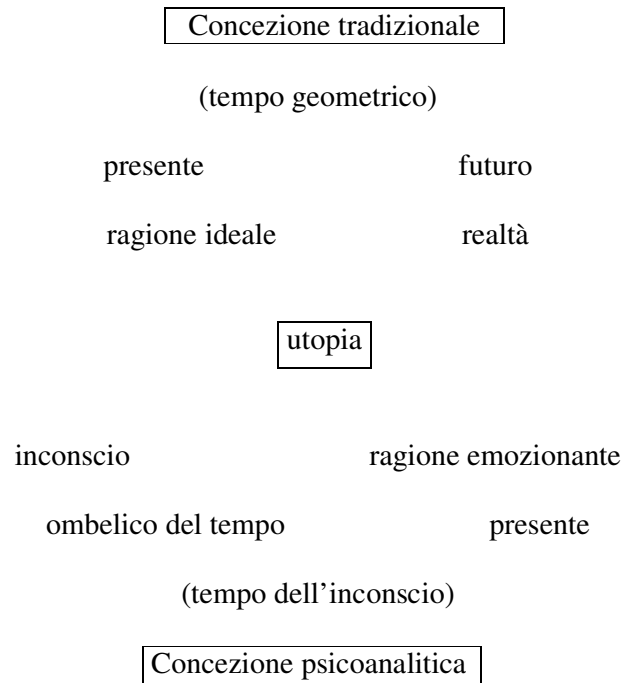 Concezione tradizionale
(tempo geometrico)
presente futuro
ragione ideale realtà
utopia
inconscio ragione emozionante
ombelico del tempo presente
(tempo dell’inconscio)
Concezione psicoanalitica